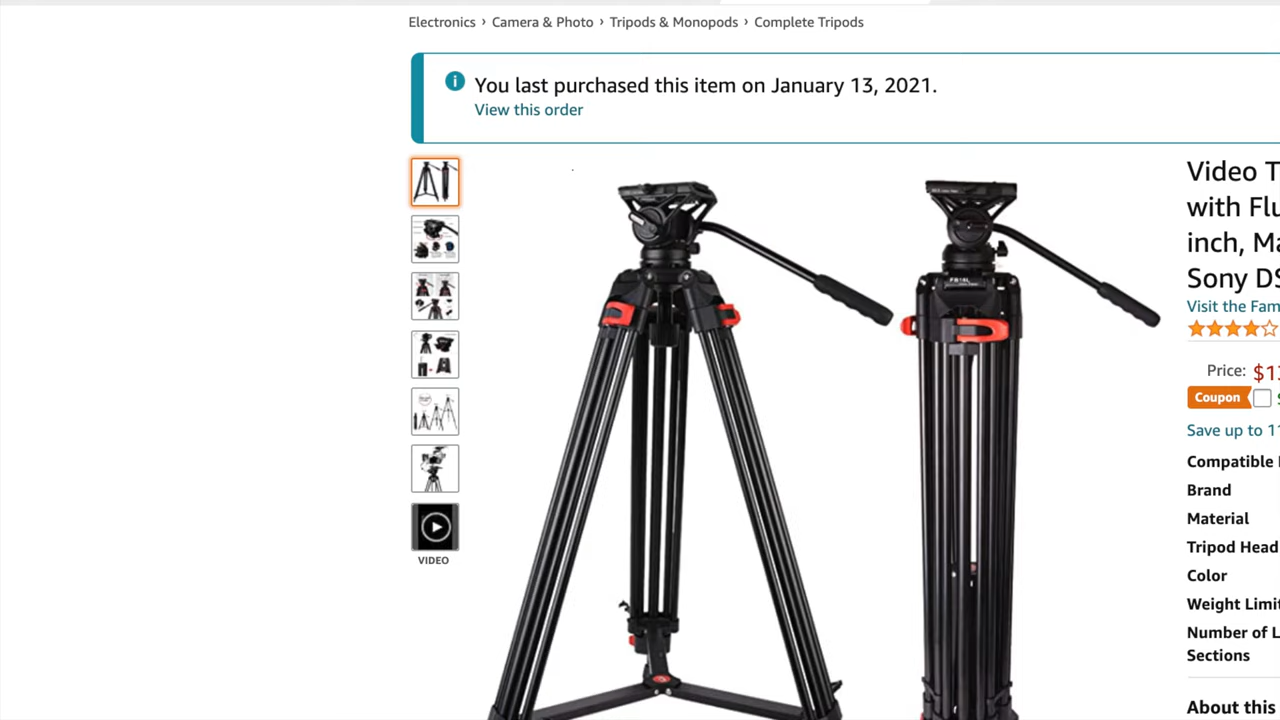 Electronics › Camera & Photo › Tripods & Monopods › Complete Tripods
You last purchased this item on January 13, 2021.
View this order
Video T
with Flu
inch, Ma
Sony DS
Visit the Fam
Price: $13
Coupon
Save up to 11
Compatible
Brand
Material
Tripod Head
Color
Weight Limit
Number of L
Sections
VIDEO
About this